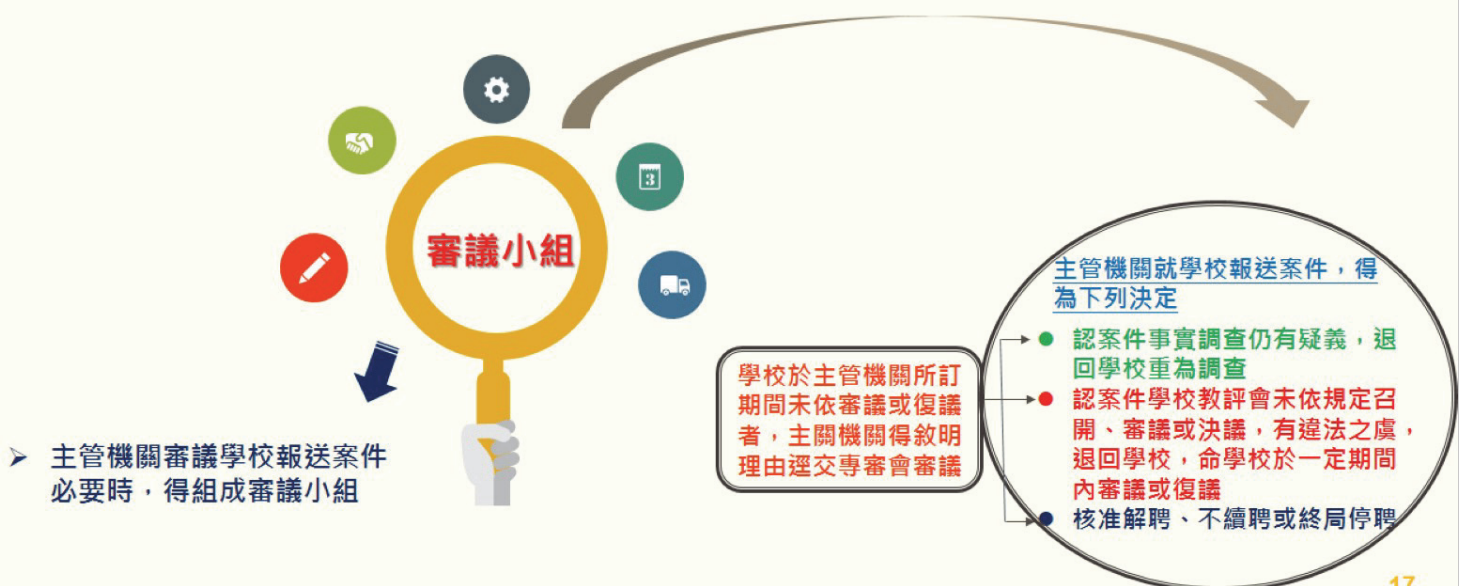 3
審議小組
➢ 主管機關審議學校報送案件
必要時，得組成審議小組
學校於主管機關所訂
期間未依審議或復議
者，主關機關得敘明
理由逕交專審會審議
主管機關就學校報送案件，得
為下列決定
● 認案件事實調查仍有疑義，退
回學校重為調查
● 認案件學校教評會未依規定召
開、審議或決議，有違法之虞，
退回學校，命學校於一定期間
內審議或復議
● 核准解聘、不續聘或終局停聘
17